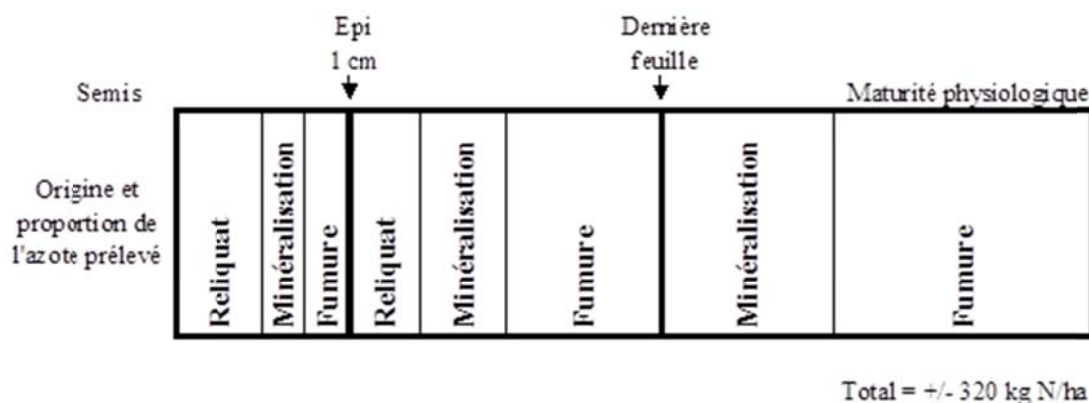 Epi
1 cm
Dernière
feuille
Semis
Maturité physiologique
Origine et
proportion de
l'azote prélevé
Reliquat
Minéralisation
Fumure
Reliquat
Minéralisation
Fumure
Minéralisation
Fumure
Total = +/- 320 kg N/ha